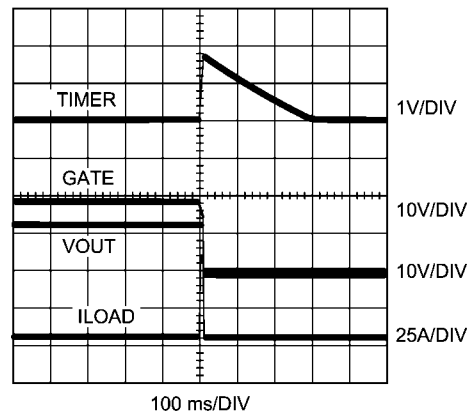 TIMER
1V/DIV
GATE
10V/DIV
VOUT
10V/DIV
ILOAD
25A/DIV
100 ms/DIV